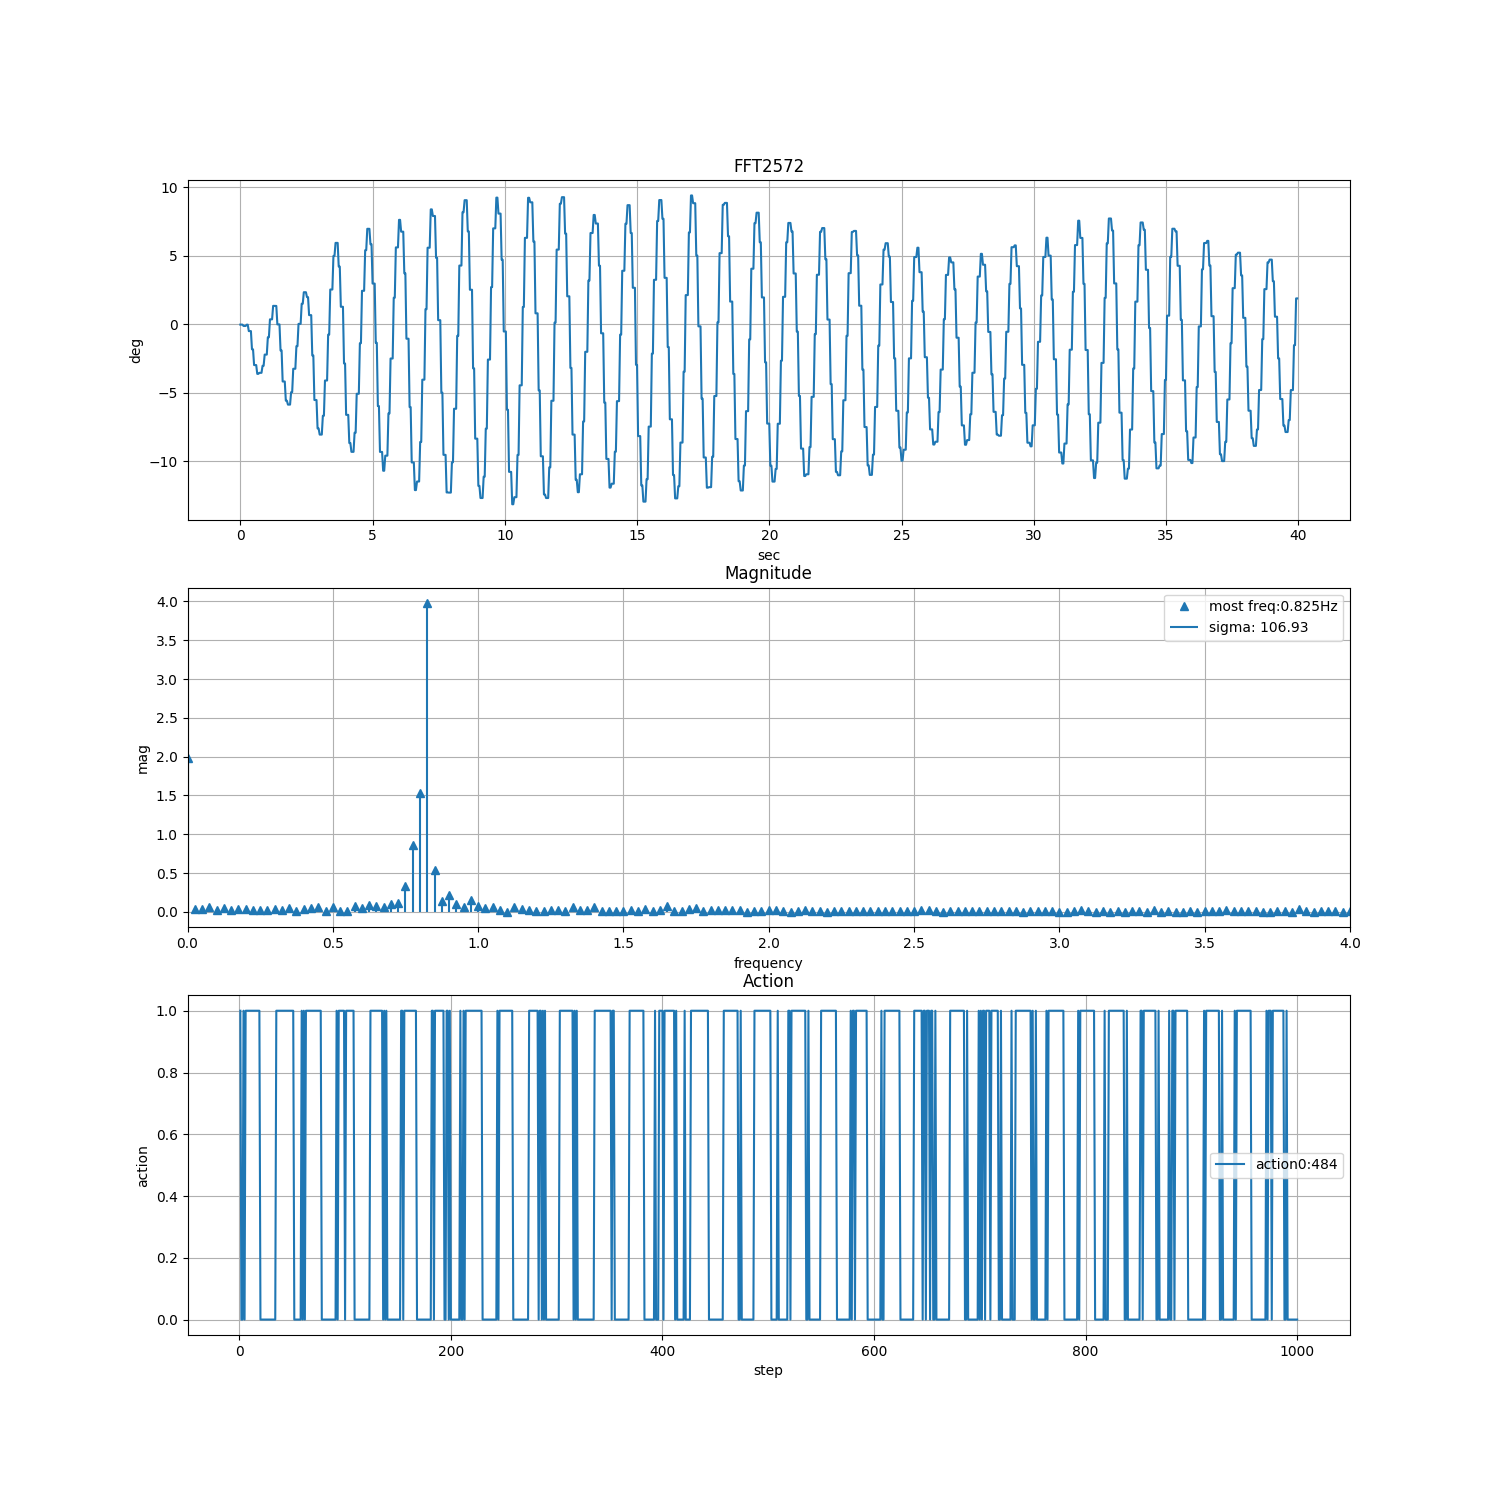 FFT2572
10
5
0
−5
−10
deg
0 5 10 15 20 25 30 35 40
sec
Magnitude
4.0
3.5
3.0
2.5
2.0
1.5
1.0
0.5
0.0
mag
most freq:0.825Hz
sigma: 106.93
0.0 0.5 1.0 1.5 2.0 2.5 3.0 3.5 4.0
frequency
Action
1.0
0.8
0.6
0.4
0.2
0.0
action
action0:484
0 200 400 600 800 1000
step